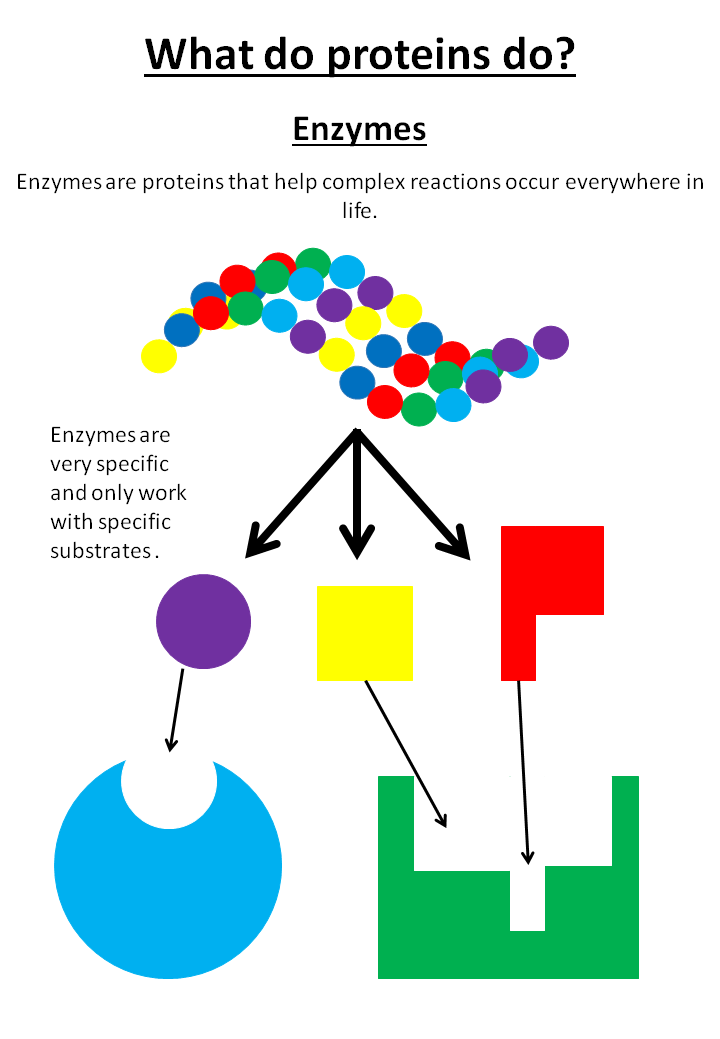 What do proteins do?
Enzymes
Enzymes are proteins that help complex reactions occur everywhere in
life.
Enzymes are
very specific
and only work
with specific
substrates .